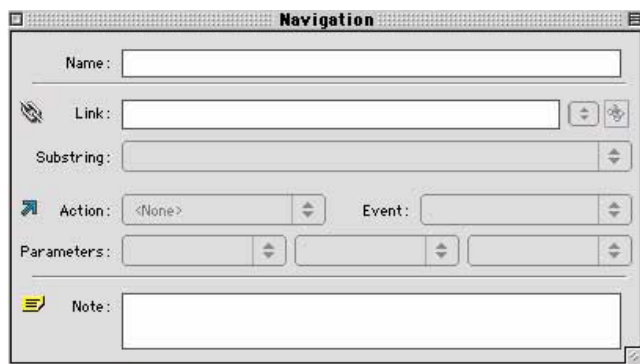 Navigation
Name:
Link:
Substring:
Action: <None> Event:
Parameters:
Note: